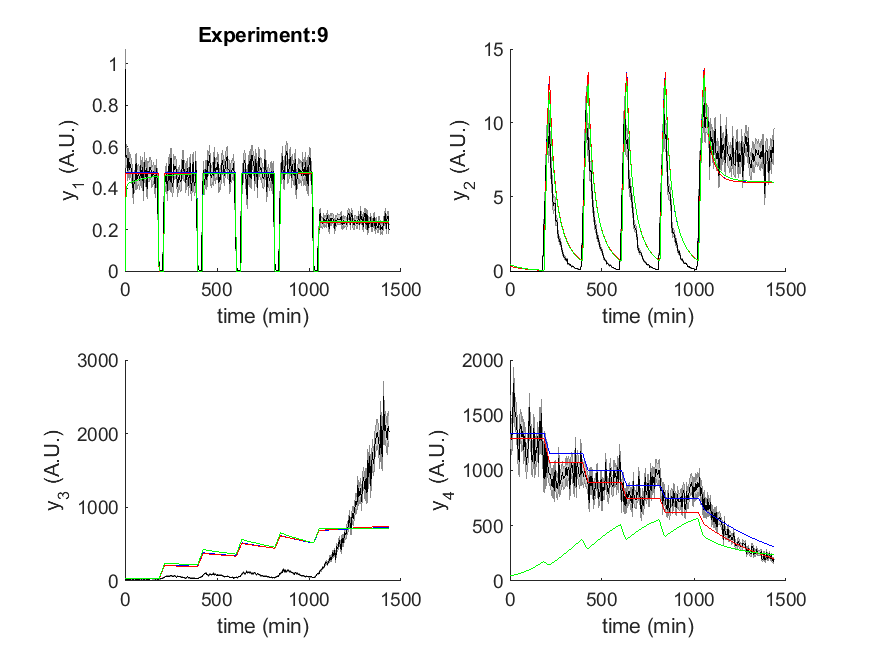 Experiment:9
y1 (A.U.)
1
0.8
0.6
0.4
0.2
0
0 500 1000 1500
time (min)
y2 (A.U.)
15
10
5
0
0 500 1000 1500
time (min)
y3 (A.U.)
3000
2000
1000
0
0 500 1000 1500
time (min)
y4 (A.U.)
2000
1500
1000
500
0
0 500 1000 1500
time (min)